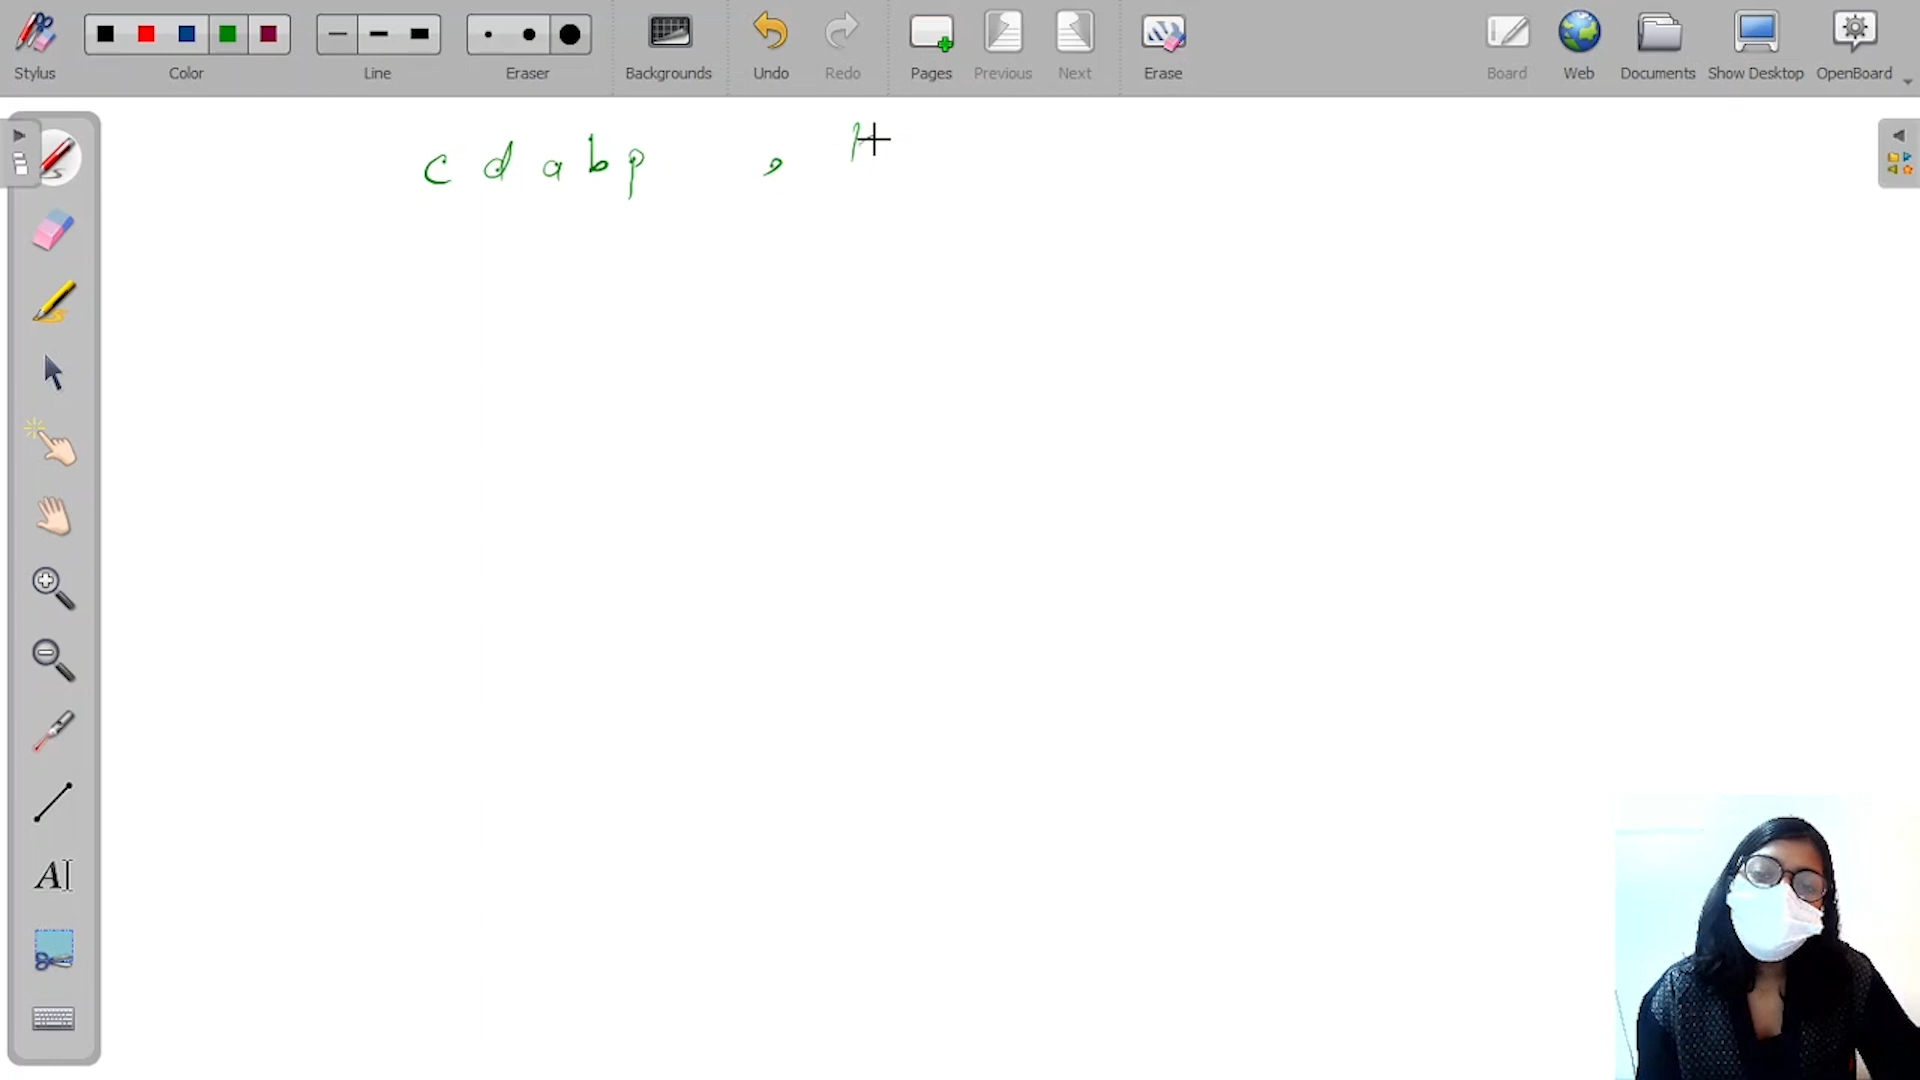 Stylus Color Line Eraser Backgrounds Undo Redo Pages Previous Next Erase Board Web Documents Show Desktop OpenBoard
c d a b p ,
A